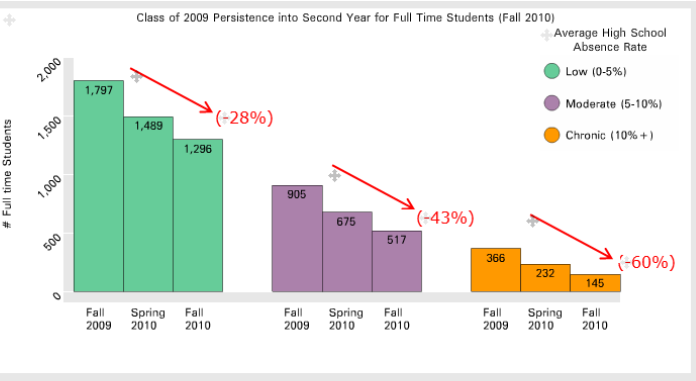 Class of 2009 Persistence into Second Year for Full Time Students (Fall 2010)
Average High School
Absence Rate
Low (0-5%)
Moderate (5-10%)
Chronic (10%+)
# Full time Students
2,000
1,500
1,000
500
0
1,797
1,489
1,296
(-28%)
905
675
517
(-43%)
366
232
145
(-60%)
Fall
2009
Spring
2010
Fall
2010
Fall
2009
Spring
2010
Fall
2010
Fall
2009
Spring
2010
Fall
2010